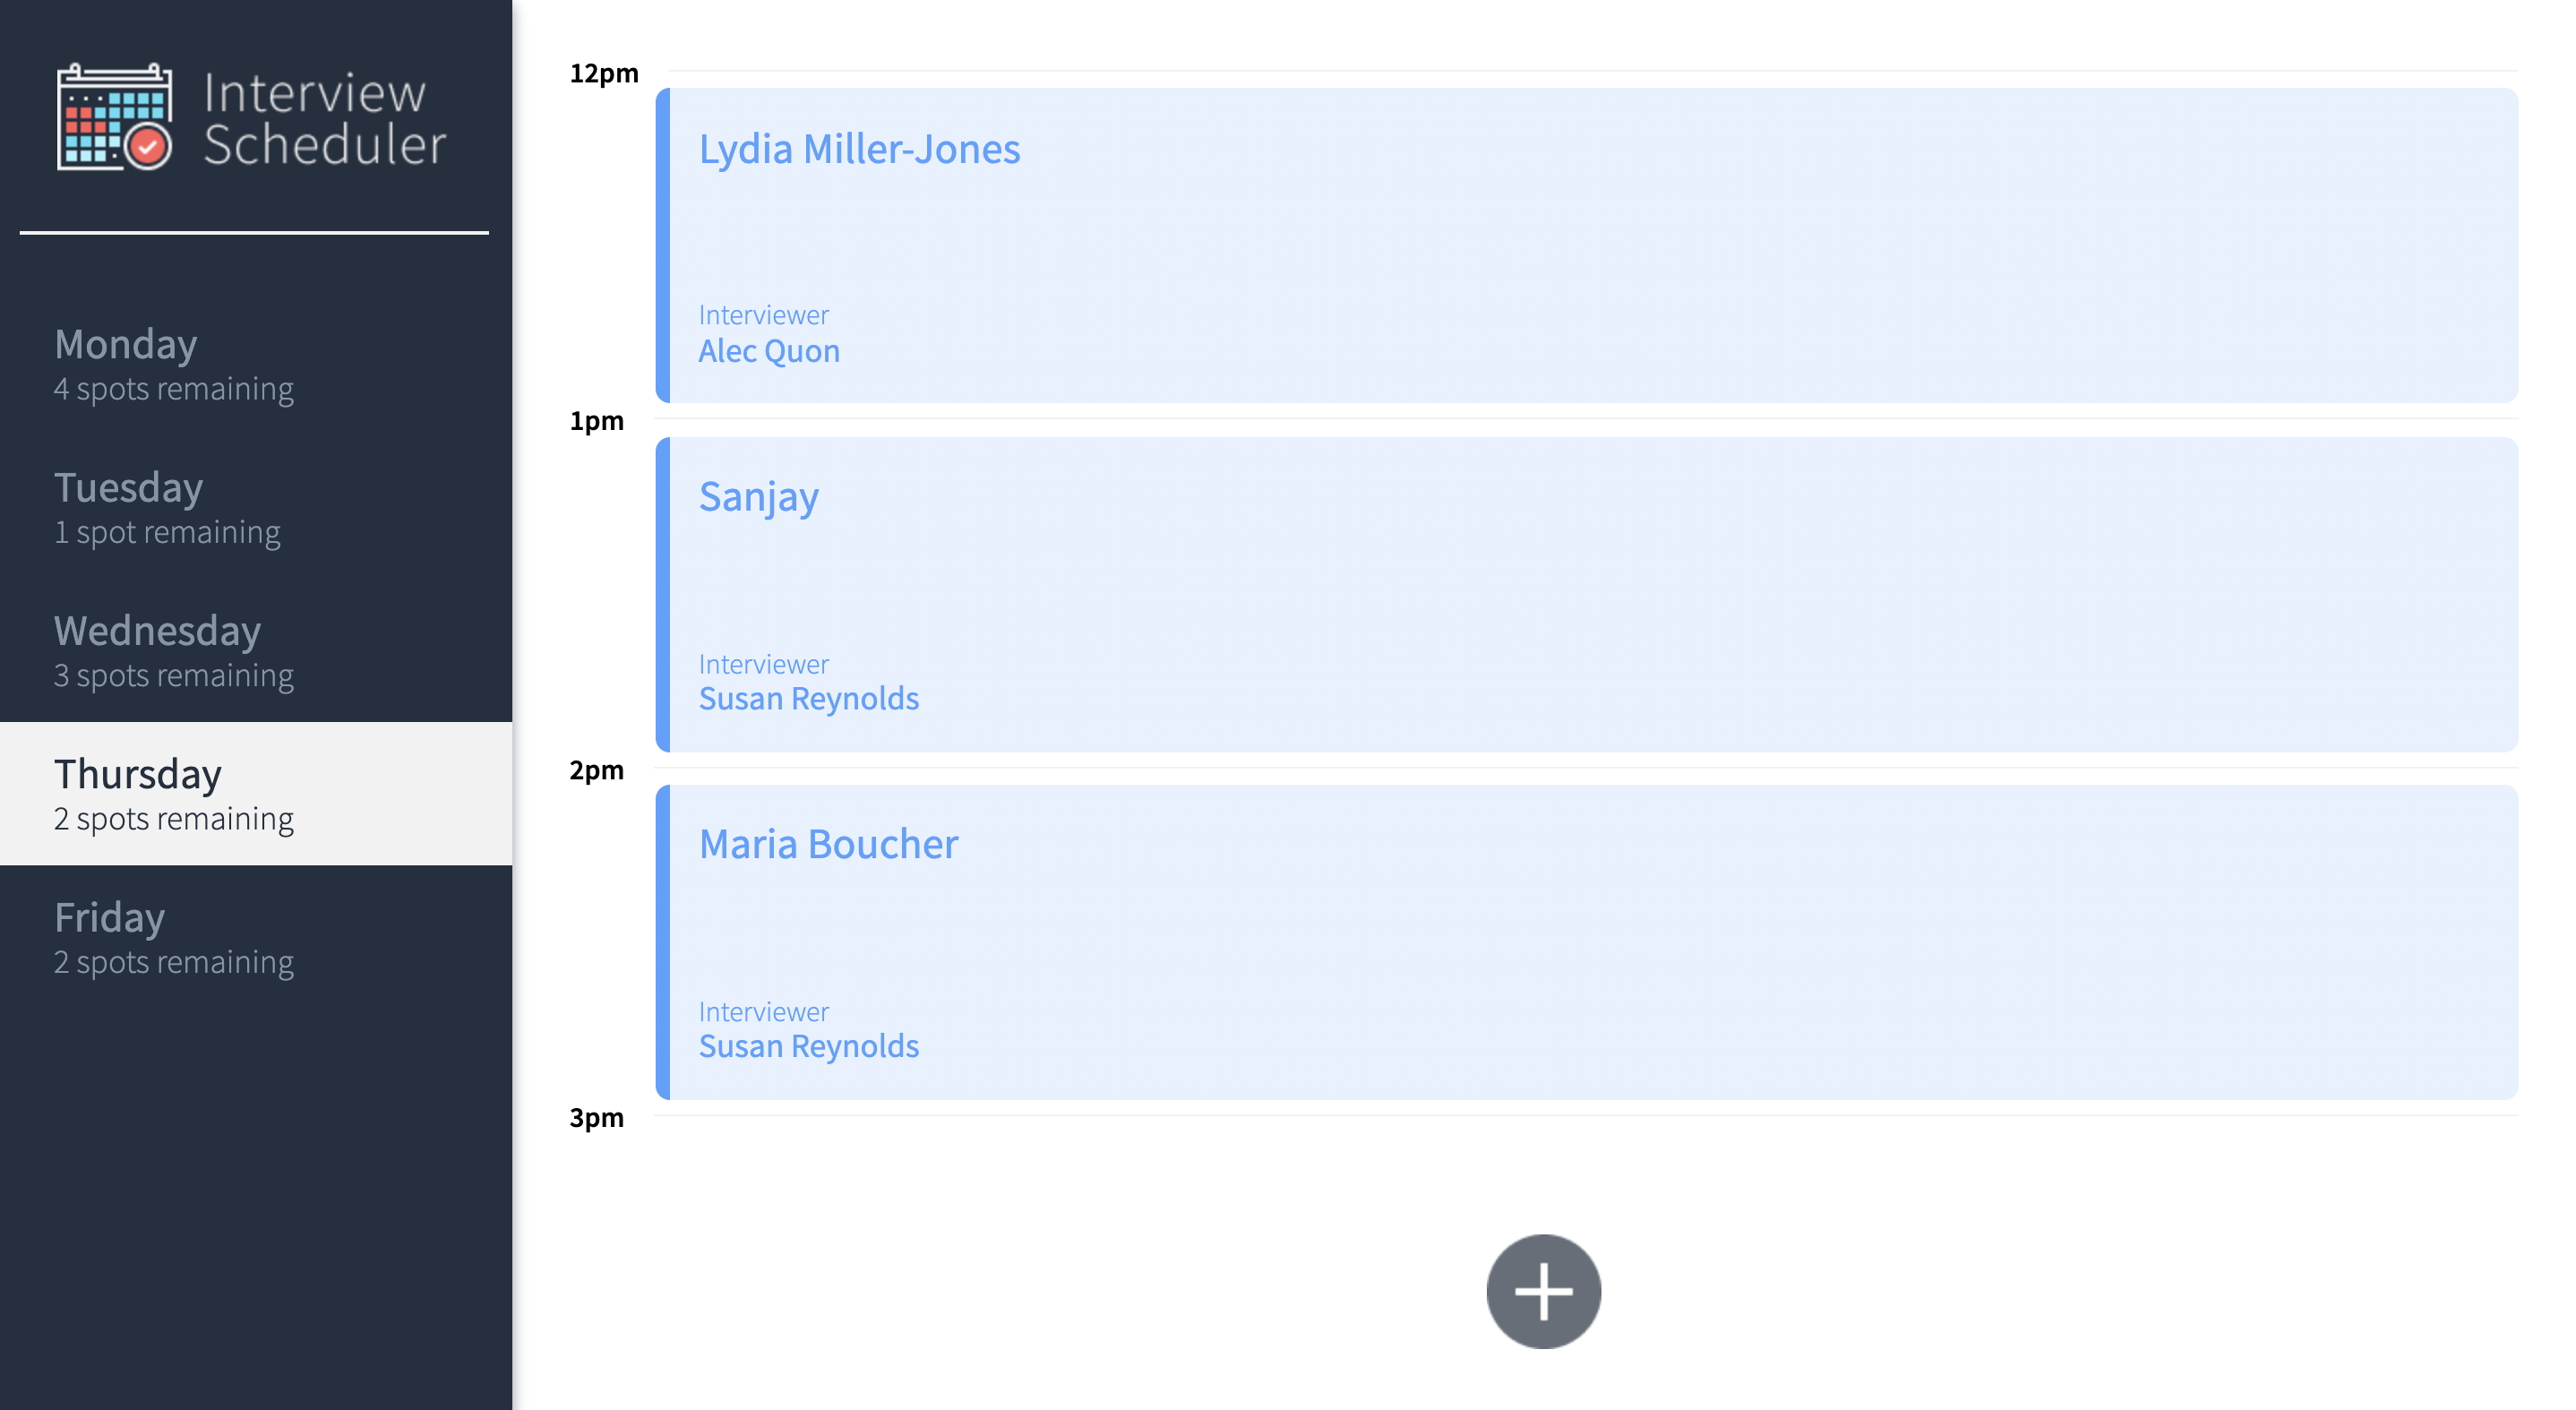 Interview
Scheduler
Monday
4 spots remaining
Tuesday
1 spot remaining
Wednesday
3 spots remaining
Thursday
2 spots remaining
Friday
2 spots remaining
12pm
Lydia Miller-Jones
Interviewer
Alec Quon
1pm
Sanjay
Interviewer
Susan Reynolds
2pm
Maria Boucher
Interviewer
Susan Reynolds
3pm